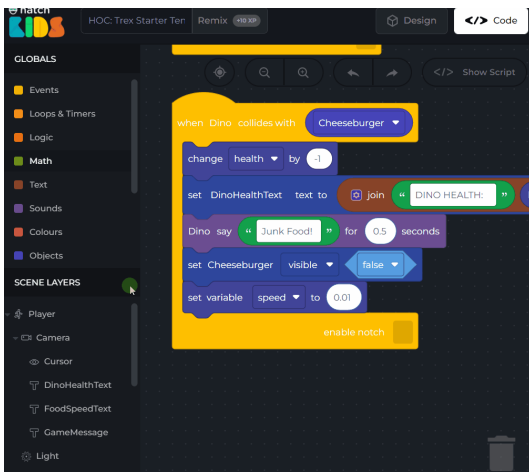 hatch
KIDS
HOC: Trex Starter Ten
Remix +10 XP
Design
</> Code
GLOBALS
Events
Loops & Timers
Logic
Math
Text
Sounds
Colours
Objects
SCENE LAYERS
Player
Camera
Cursor
DinoHealthText
FoodSpeedText
GameMessage
Light
</> Show Script
when Dino collides with Cheeseburger
change health by -1
set DinoHealthText text to join “ DINO HEALTH: ”
Dino say “ Junk Food! ” for 0.5 seconds
set Cheeseburger visible false
set variable speed to 0.01
enable notch